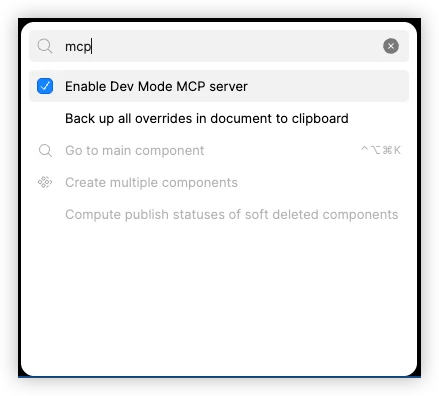 mcp
Enable Dev Mode MCP server
Back up all overrides in document to clipboard
Go to main component ^⌥⌘K
Create multiple components
Compute publish statuses of soft deleted components